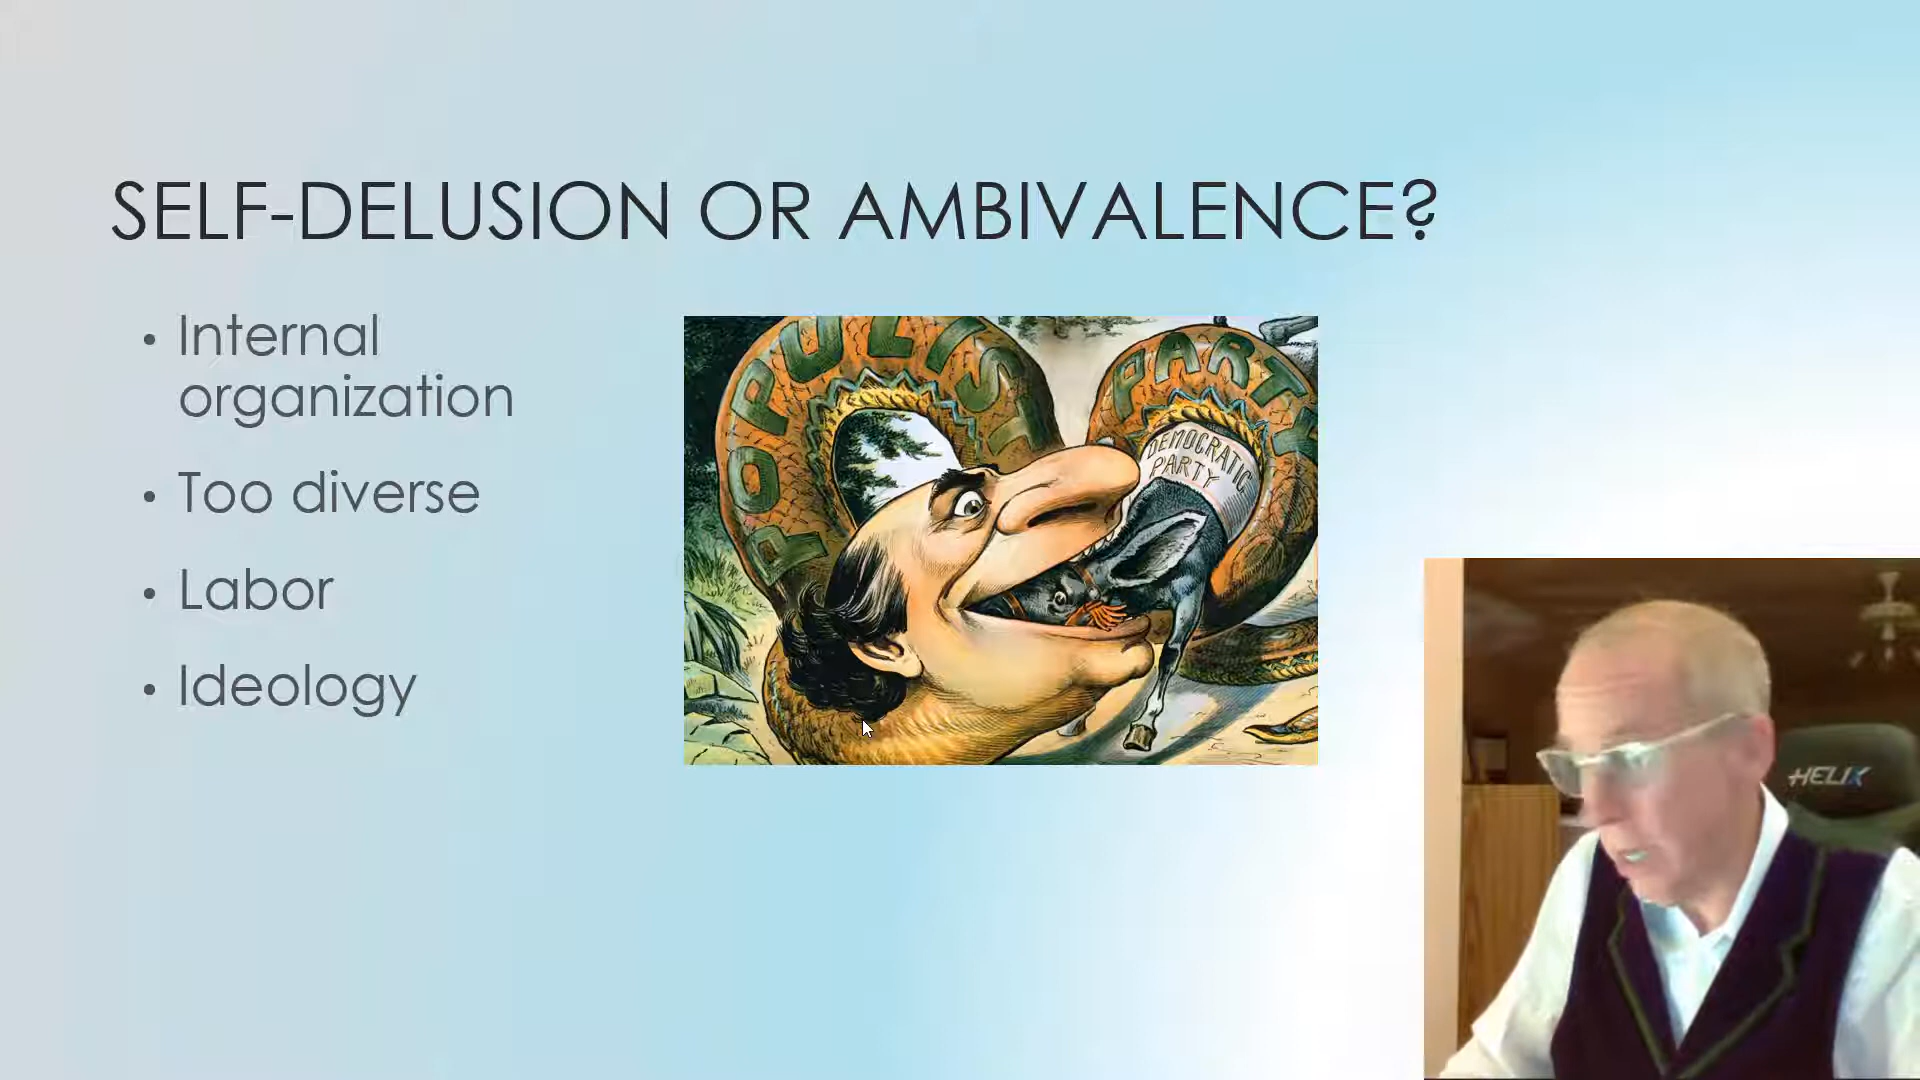 SELF-DELUSION OR AMBIVALENCE?
• Internal
organization
• Too diverse
• Labor
• Ideology
POPULIST
PARTY
DEMOCRATIC
PARTY
HELIX